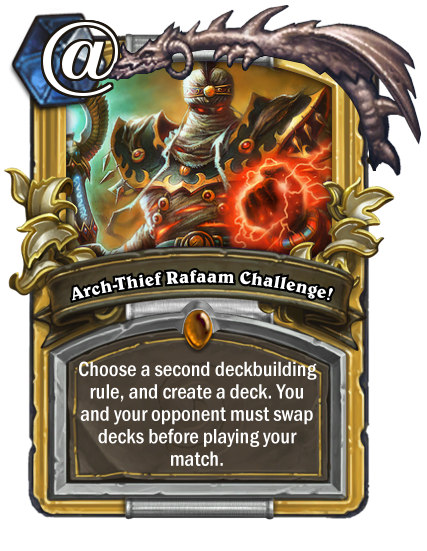 @
Arch-Thief Rafaam Challenge!
Choose a second deckbuilding
rule, and create a deck. You
and your opponent must swap
decks before playing your
match.